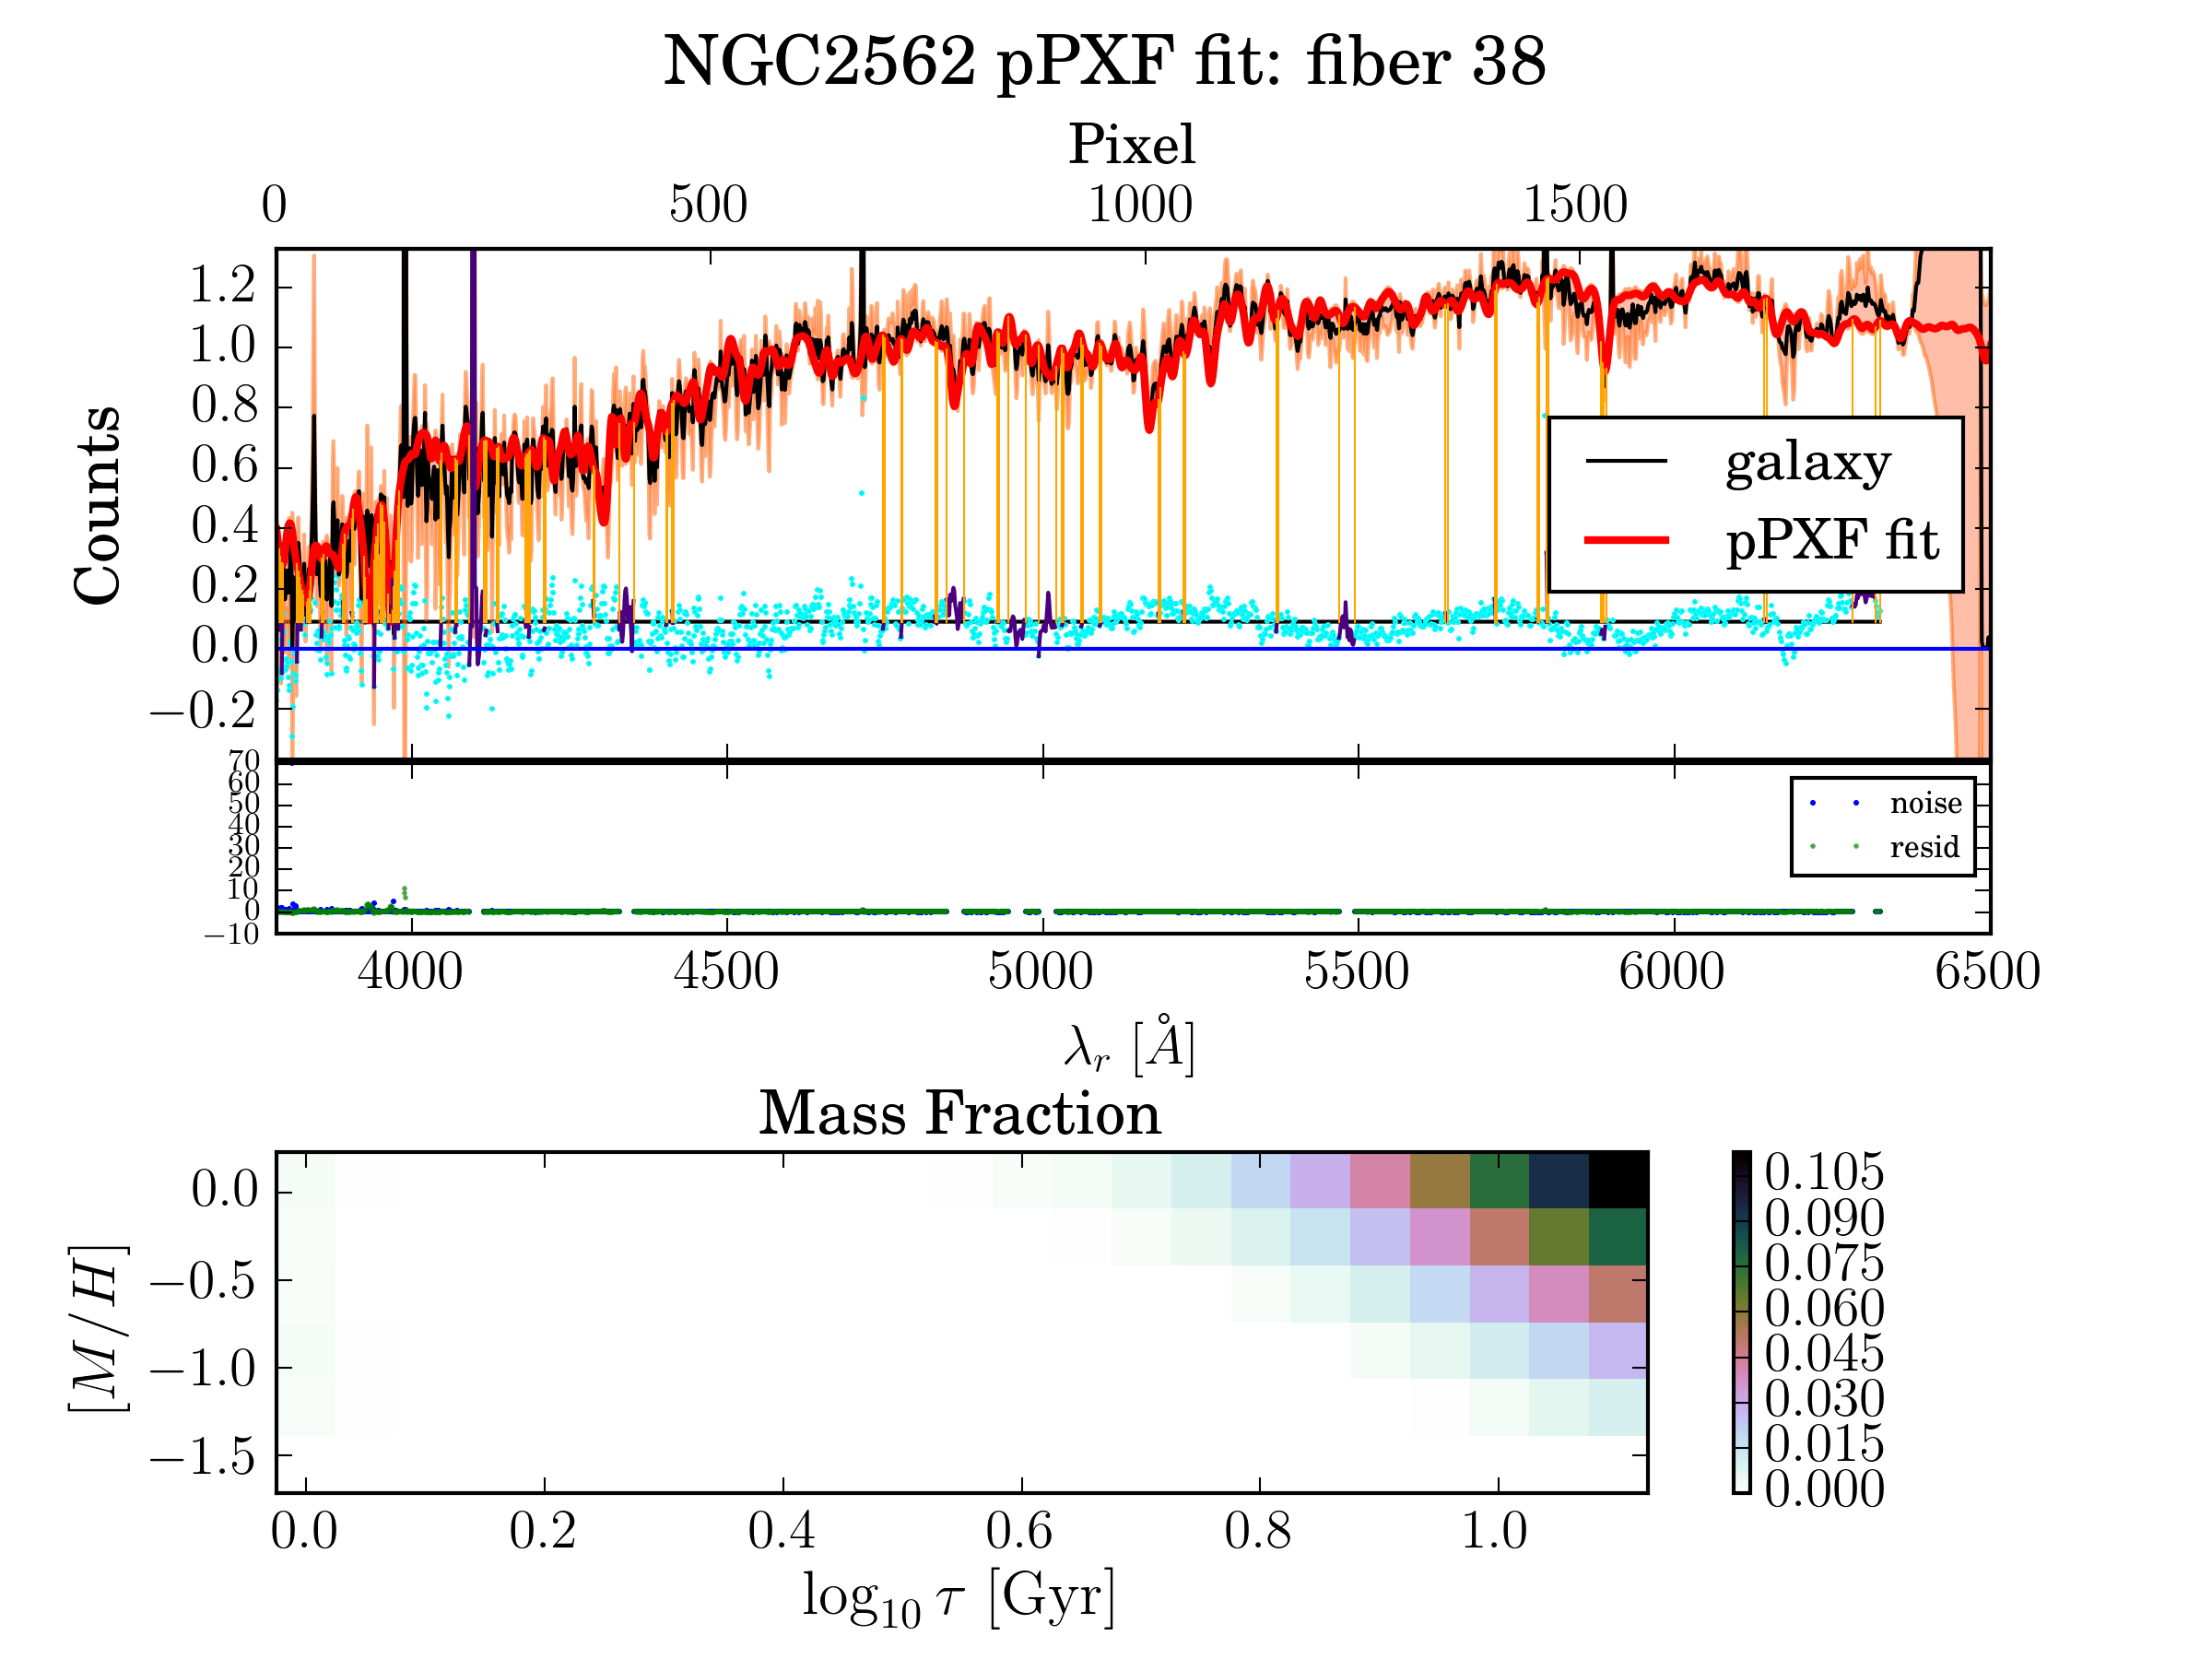 NGC2562 pPXF fit: fiber 38
Pixel
0 500 1000 1500
Counts
1.2
1.0
0.8
0.6
0.4
0.2
0.0
−0.2
galaxy
pPXF fit
70
60
50
40
30
20
10
0
−10
noise
resid
4000 4500 5000 5500 6000 6500
λr [Å]
Mass Fraction
[M/H]
0.0
−0.5
−1.0
−1.5
0.0 0.2 0.4 0.6 0.8 1.0
log10 τ [Gyr]
0.105
0.090
0.075
0.060
0.045
0.030
0.015
0.000